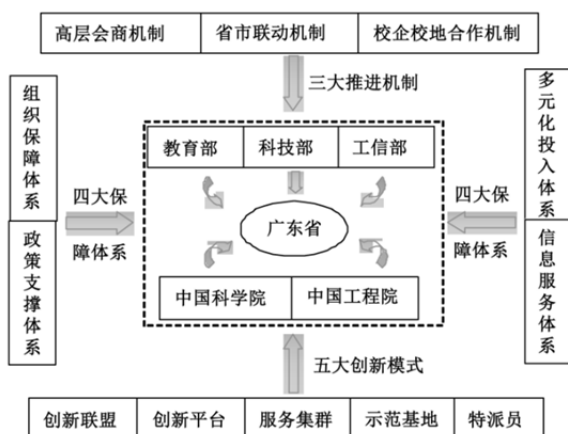 高层会商机制 省市联动机制 校企校地合作机制
三大推进机制
组织保障体系
政策支撑体系
四大保
障体系
教育部 科技部 工信部
广东省
中国科学院 中国工程院
四大保
障体系
多元化投入体系
信息服务体系
五大创新模式
创新联盟 创新平台 服务集群 示范基地 特派员